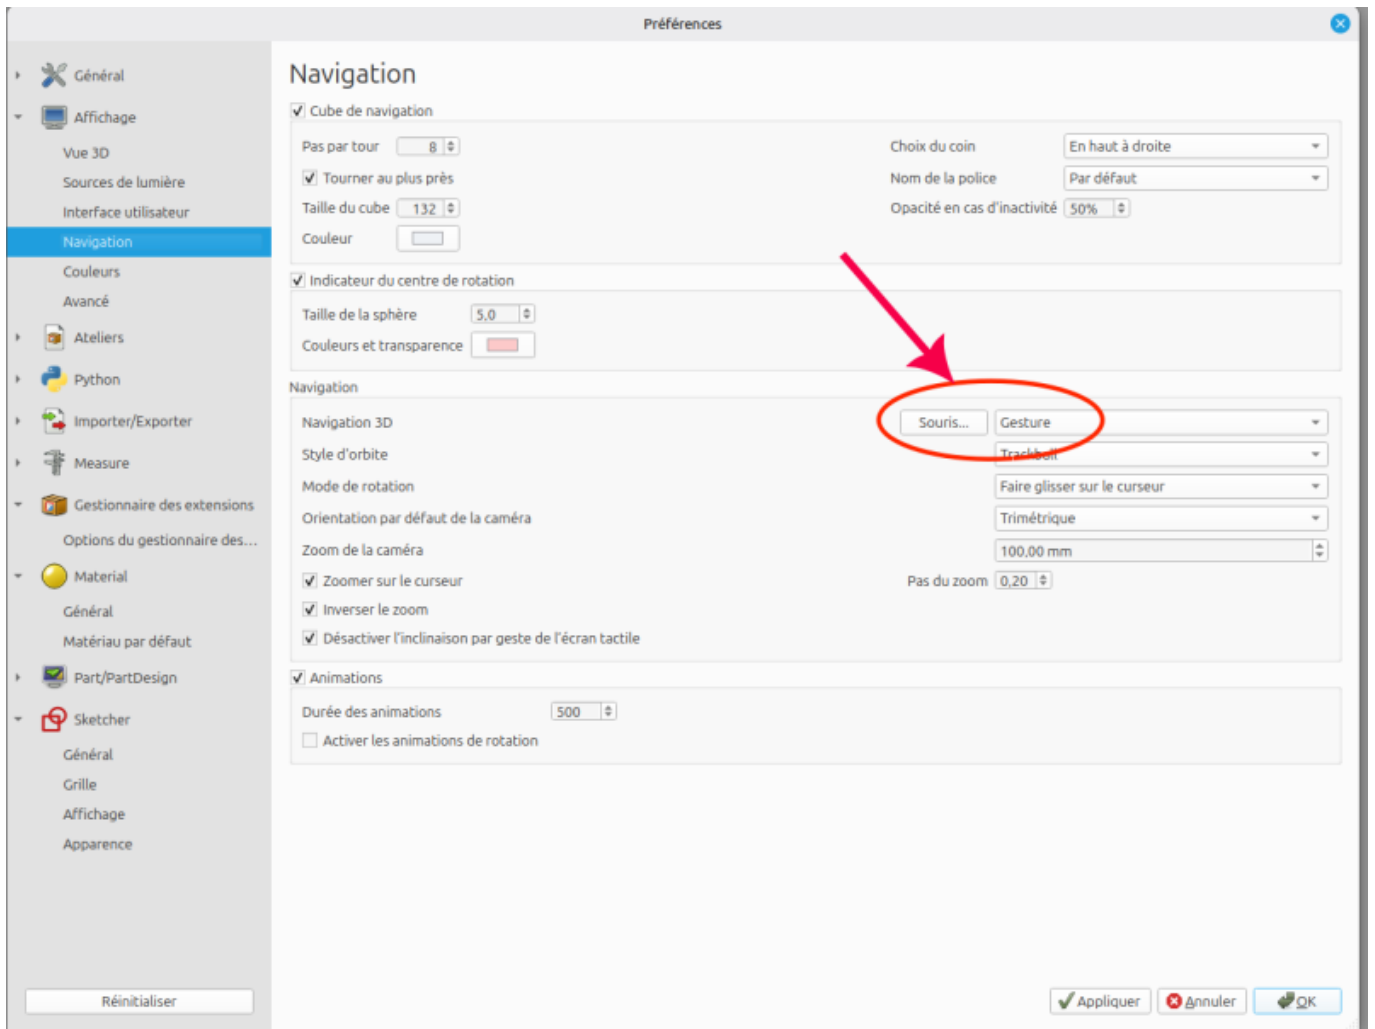 Préférences
Général
Affichage
Vue 3D
Sources de lumière
Interface utilisateur
Navigation
Couleurs
Avancé
Ateliers
Python
Importer/Exporter
Measure
Gestionnaire des extensions
Options du gestionnaire des...
Material
Général
Matériau par défaut
Part/PartDesign
Sketcher
Général
Grille
Affichage
Apparence
Réinitialiser
Navigation
Cube de navigation
Pas par tour 8 Choix du coin En haut à droite
Tourner au plus près Nom de la police Par défaut
Taille du cube 132 Opacité en cas d'inactivité 50%
Couleur
Indicateur du centre de rotation
Taille de la sphère 5,0
Couleurs et transparence
Navigation
Navigation 3D Souris... Gesture
Style d'orbite Trackball
Mode de rotation Faire glisser sur le curseur
Orientation par défaut de la caméra Trimétrique
Zoom de la caméra 100,00 mm
Zoomer sur le curseur Pas du zoom 0,20
Inverser le zoom
Désactiver l'inclinaison par geste de l'écran tactile
Animations
Durée des animations 500
Activer les animations de rotation
Appliquer Annuler OK